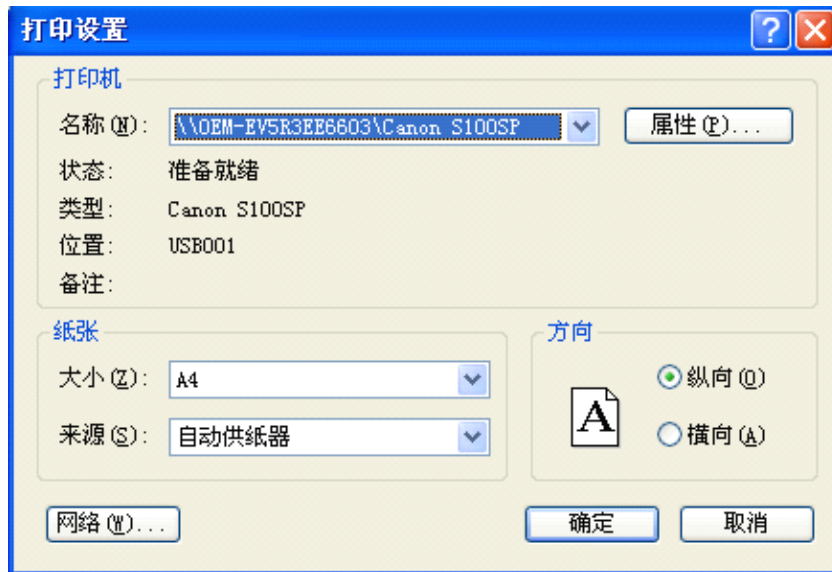 打印设置
打印机
名称(N): \\OEM-EV5R3EE6603\Canon S100SP 属性(P)...
状态: 准备就绪
类型: Canon S100SP
位置: USB001
备注:
纸张
大小(Z): A4
来源(S): 自动供纸器
方向
A
纵向(O)
横向(A)
网络(W)... 确定 取消